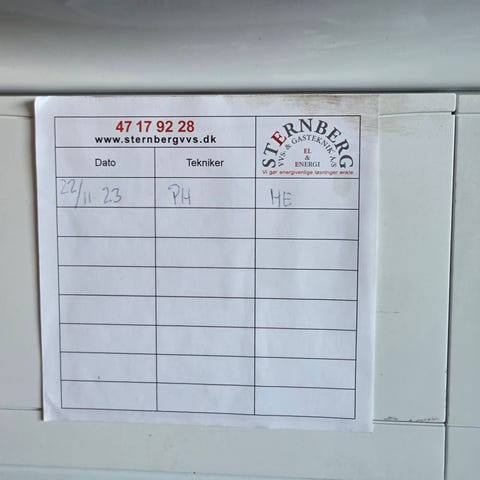 47 17 92 28
www.sternbergvvs.dk
STERNBERG
VVS- & GASTEKNIK A/S
EL
&
ENERGI
Vi gør energivenlige løsninger enkle
Dato Tekniker
22/11-23 PH HE